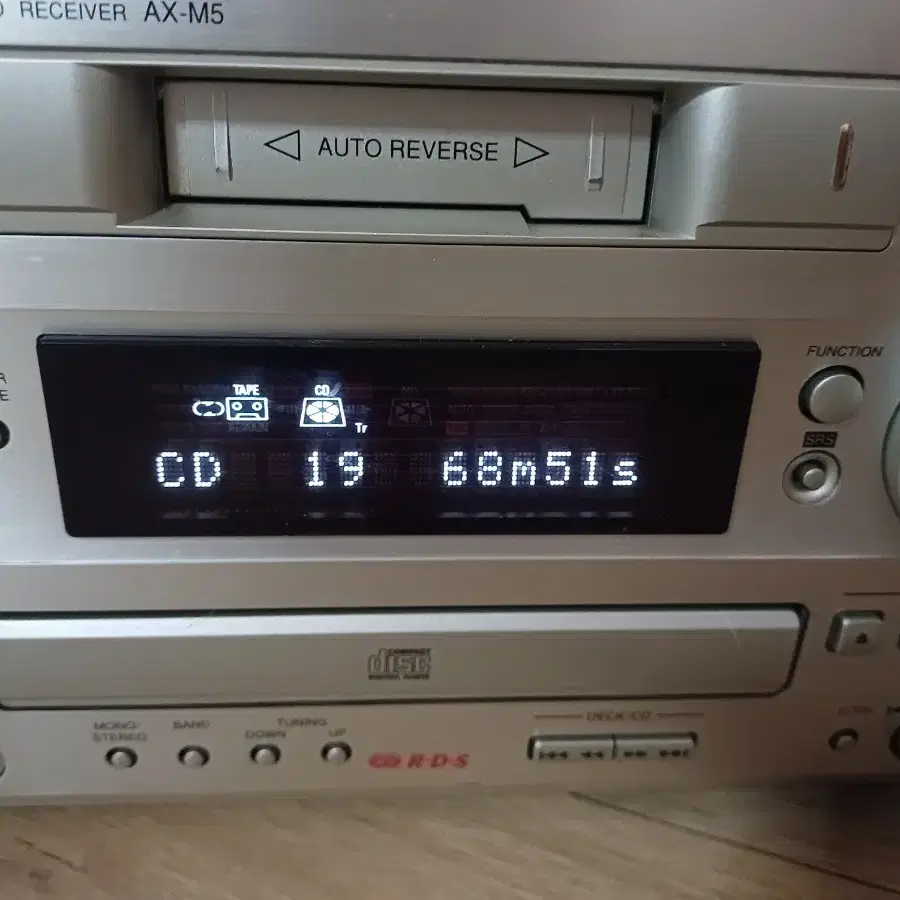 RECEIVER AX-M5
AUTO REVERSE
FUNCTION
TAPE
CD
Tr
SRS
CD 19 68m51s
COMPACT
disc
DIGITAL AUDIO
MONO/
STEREO
BAND
TUNING
DOWN
UP
R·D·S
DECK/CD